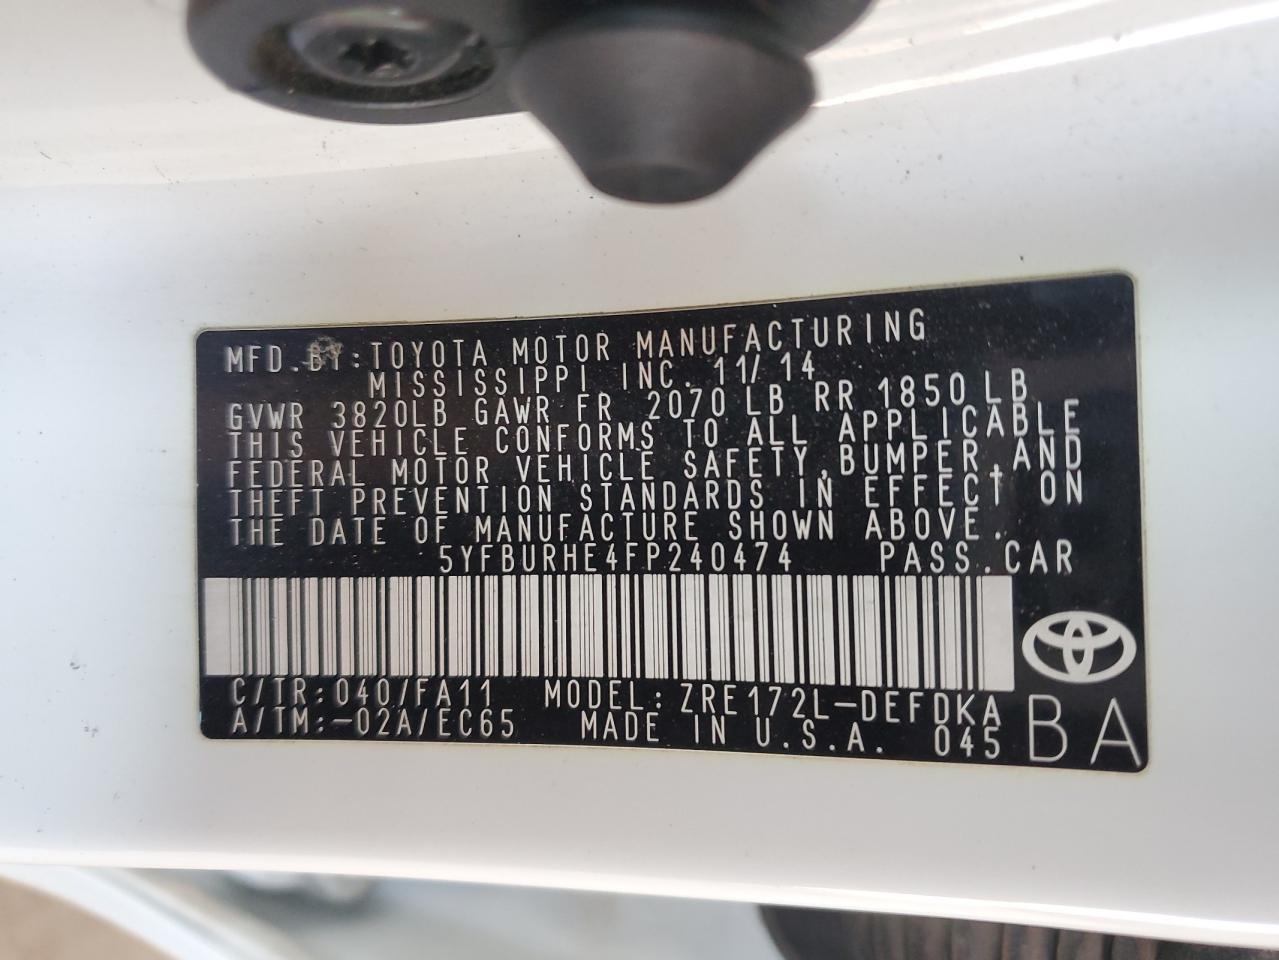 MFD. BY: TOYOTA MOTOR MANUFACTURING
MISSISSIPPI INC. 11/14
GVWR 3820LB GAWR FR 2070 LB RR 1850 LB
THIS VEHICLE CONFORMS TO ALL APPLICABLE
FEDERAL MOTOR VEHICLE SAFETY, BUMPER, AND
THEFT PREVENTION STANDARDS IN EFFECT ON
THE DATE OF MANUFACTURE SHOWN ABOVE.
5YFBURHE4FP240474 PASS. CAR
C/TR: 040/FA11 MODEL: ZRE172L-DEFDKA
A/TM: -02A/EC65 MADE IN U.S.A. 045
BA